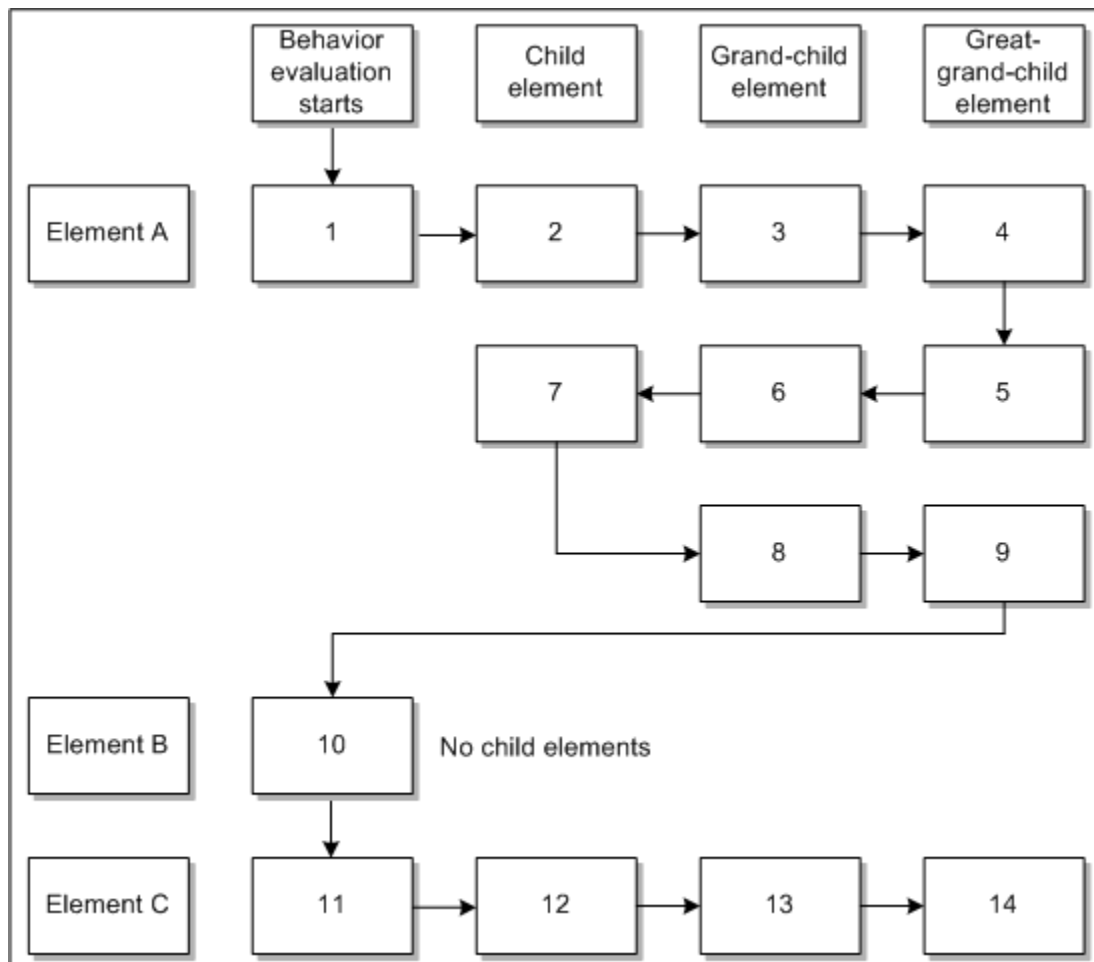 Behavior
evaluation
starts
Child
element
Grand-child
element
Great-
grand-child
element
Element A
1
2
3
4
7
6
5
8
9
Element B
10
No child elements
Element C
11
12
13
14